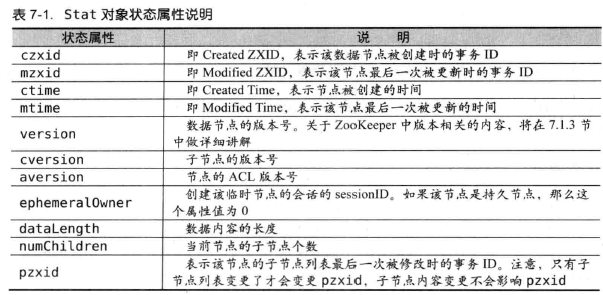 表 7-1. Stat 对象状态属性说明
状态属性 说 明
czxid 即 Created ZXID，表示该数据节点被创建时的事务 ID
mzxid 即 Modified ZXID，表示该节点最后一次被更新时的事务 ID
ctime 即 Created Time，表示节点被创建的时间
mtime 即 Modified Time，表示该节点最后一次被更新的时间
version 数据节点的版本号。关于 ZooKeeper 中版本相关的内容，将在 7.1.3 节
中做详细讲解
cversion 子节点的版本号
aversion 节点的 ACL 版本号
ephemeralOwner 创建该临时节点的会话的 sessionID。如果该节点是持久节点，那么这
个属性值为 0
dataLength 数据内容的长度
numChildren 当前节点的子节点个数
pzxid 表示该节点的子节点列表最后一次被修改时的事务 ID。注意，只有子
节点列表变更了才会变更 pzxid，子节点内容变更不会影响 pzxid